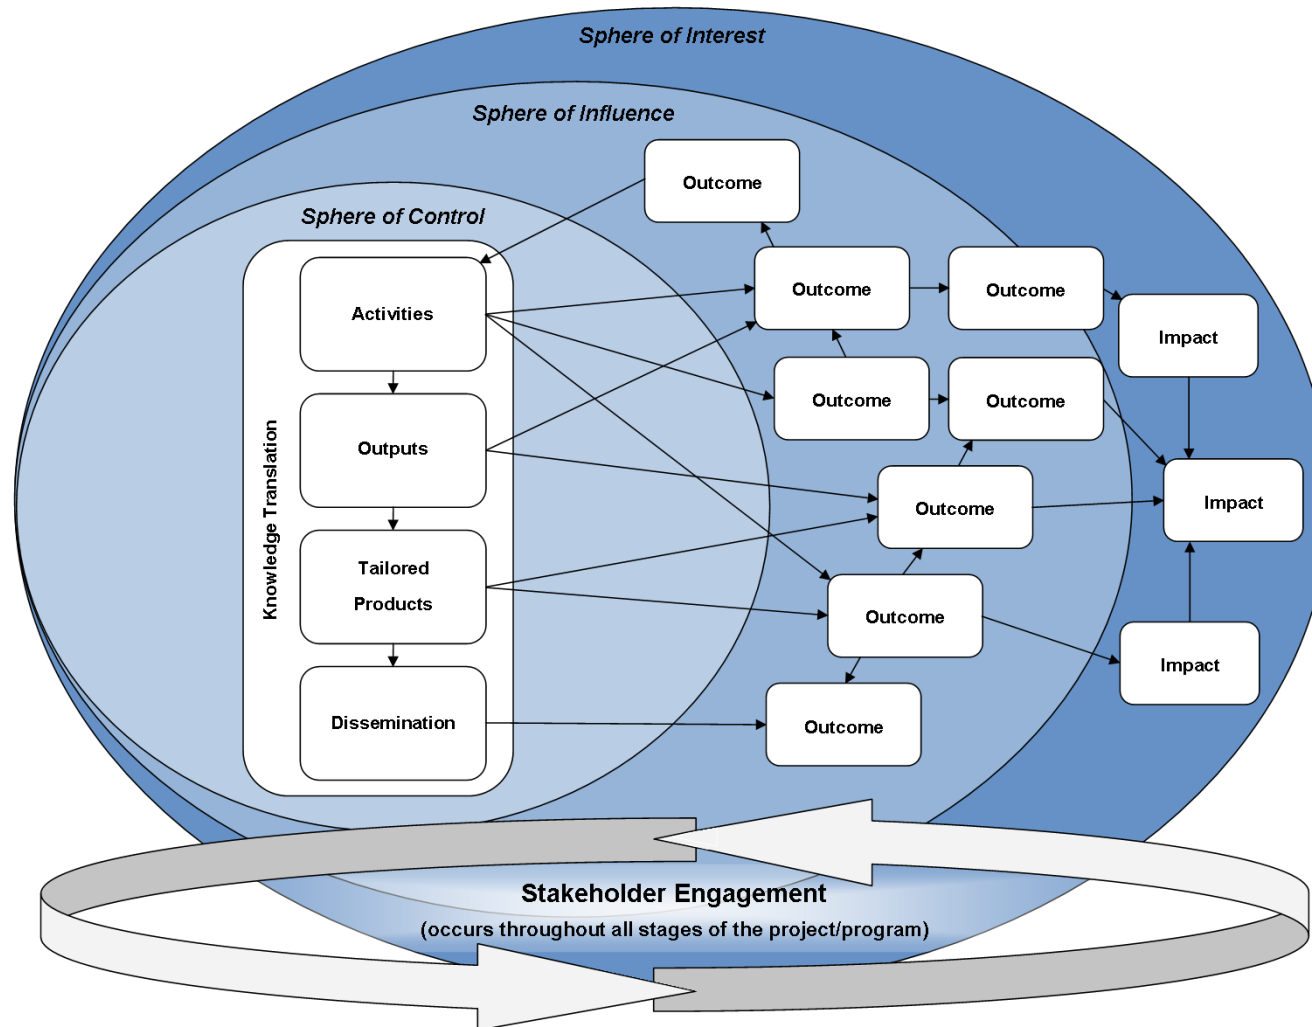 Sphere of Interest
Sphere of Influence
Sphere of Control
Knowledge Translation
Activities
Outputs
Tailored
Products
Dissemination
Outcome
Outcome
Outcome
Outcome
Outcome
Outcome
Outcome
Outcome
Impact
Impact
Impact
Stakeholder Engagement
(occurs throughout all stages of the project/program)